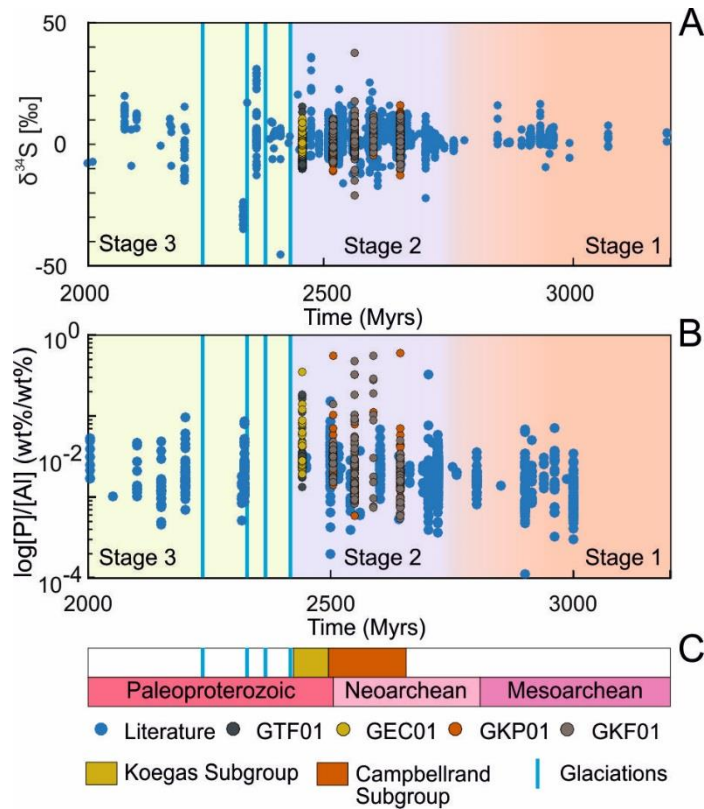 A
50
0
-50
δ³⁴S [‰]
Stage 3
Stage 2
Stage 1
2000
2500
3000
Time (Myrs)
B
10⁰
10⁻²
10⁻⁴
log[P]/[Al] (wt%/wt%)
Stage 3
Stage 2
Stage 1
2000
2500
3000
Time (Myrs)
C
Paleoproterozoic
Neoarchean
Mesoarchean
Literature
GTF01
GEC01
GKP01
GKF01
Koegas Subgroup
Campbellrand
Subgroup
Glaciations